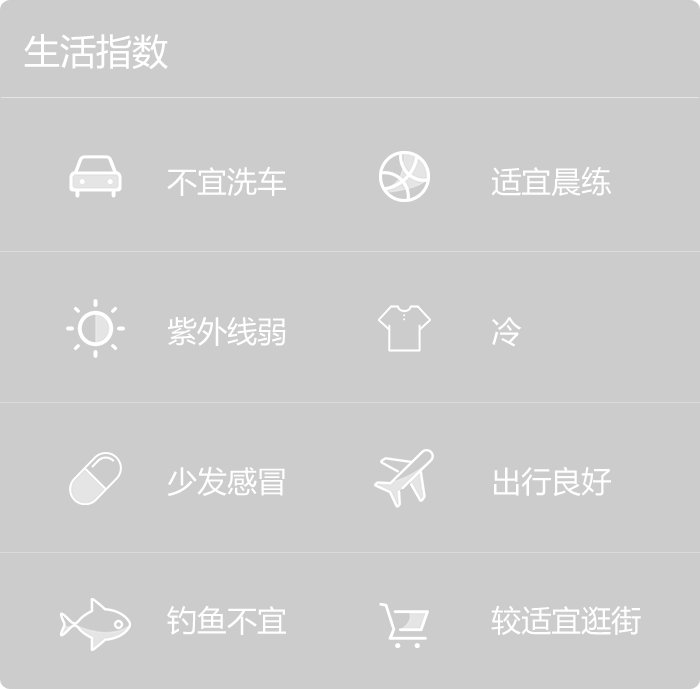 生活指数
不宜洗车
适宜晨练
紫外线弱
冷
少发感冒
出行良好
钓鱼不宜
较适宜逛街